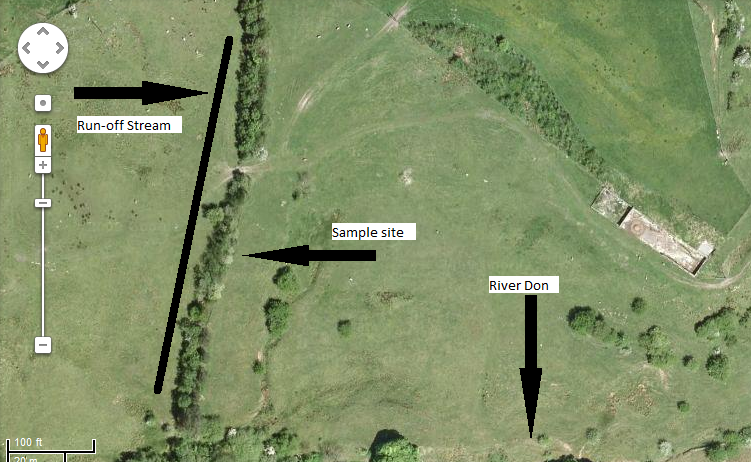 Run-off Stream
Sample site
River Don
100 ft
20 m